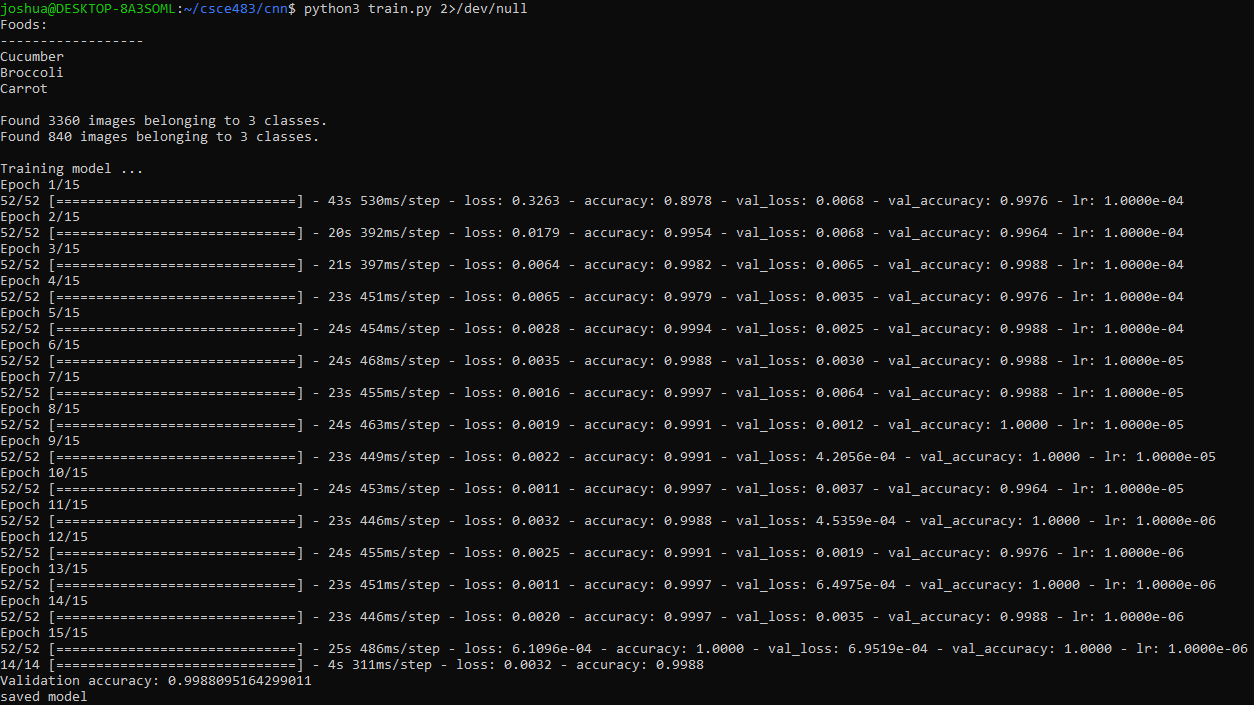 joshua@DESKTOP-8A3SOML:~/csce483/cnn$ python3 train.py 2>/dev/null
Foods:
------------------
Cucumber
Broccoli
Carrot
Found 3360 images belonging to 3 classes.
Found 840 images belonging to 3 classes.
Training model ...
Epoch 1/15
52/52 [==============================] - 43s 530ms/step - loss: 0.3263 - accuracy: 0.8978 - val_loss: 0.0068 - val_accuracy: 0.9976 - lr: 1.0000e-04
Epoch 2/15
52/52 [==============================] - 20s 392ms/step - loss: 0.0179 - accuracy: 0.9954 - val_loss: 0.0068 - val_accuracy: 0.9964 - lr: 1.0000e-04
Epoch 3/15
52/52 [==============================] - 21s 397ms/step - loss: 0.0064 - accuracy: 0.9982 - val_loss: 0.0065 - val_accuracy: 0.9988 - lr: 1.0000e-04
Epoch 4/15
52/52 [==============================] - 23s 451ms/step - loss: 0.0065 - accuracy: 0.9979 - val_loss: 0.0035 - val_accuracy: 0.9976 - lr: 1.0000e-04
Epoch 5/15
52/52 [==============================] - 24s 454ms/step - loss: 0.0028 - accuracy: 0.9994 - val_loss: 0.0025 - val_accuracy: 0.9988 - lr: 1.0000e-04
Epoch 6/15
52/52 [==============================] - 24s 468ms/step - loss: 0.0035 - accuracy: 0.9988 - val_loss: 0.0030 - val_accuracy: 0.9988 - lr: 1.0000e-05
Epoch 7/15
52/52 [==============================] - 23s 455ms/step - loss: 0.0016 - accuracy: 0.9997 - val_loss: 0.0064 - val_accuracy: 0.9988 - lr: 1.0000e-05
Epoch 8/15
52/52 [==============================] - 24s 463ms/step - loss: 0.0019 - accuracy: 0.9991 - val_loss: 0.0012 - val_accuracy: 1.0000 - lr: 1.0000e-05
Epoch 9/15
52/52 [==============================] - 23s 449ms/step - loss: 0.0022 - accuracy: 0.9991 - val_loss: 4.2056e-04 - val_accuracy: 1.0000 - lr: 1.0000e-05
Epoch 10/15
52/52 [==============================] - 24s 453ms/step - loss: 0.0011 - accuracy: 0.9997 - val_loss: 0.0037 - val_accuracy: 0.9964 - lr: 1.0000e-05
Epoch 11/15
52/52 [==============================] - 23s 446ms/step - loss: 0.0032 - accuracy: 0.9988 - val_loss: 4.5359e-04 - val_accuracy: 1.0000 - lr: 1.0000e-06
Epoch 12/15
52/52 [==============================] - 24s 455ms/step - loss: 0.0025 - accuracy: 0.9991 - val_loss: 0.0019 - val_accuracy: 0.9976 - lr: 1.0000e-06
Epoch 13/15
52/52 [==============================] - 23s 451ms/step - loss: 0.0011 - accuracy: 0.9997 - val_loss: 6.4975e-04 - val_accuracy: 1.0000 - lr: 1.0000e-06
Epoch 14/15
52/52 [==============================] - 23s 446ms/step - loss: 0.0020 - accuracy: 0.9997 - val_loss: 0.0035 - val_accuracy: 0.9988 - lr: 1.0000e-06
Epoch 15/15
52/52 [==============================] - 25s 486ms/step - loss: 6.1096e-04 - accuracy: 1.0000 - val_loss: 6.9519e-04 - val_accuracy: 1.0000 - lr: 1.0000e-06
14/14 [==============================] - 4s 311ms/step - loss: 0.0032 - accuracy: 0.9988
Validation accuracy: 0.9988095164299011
saved model